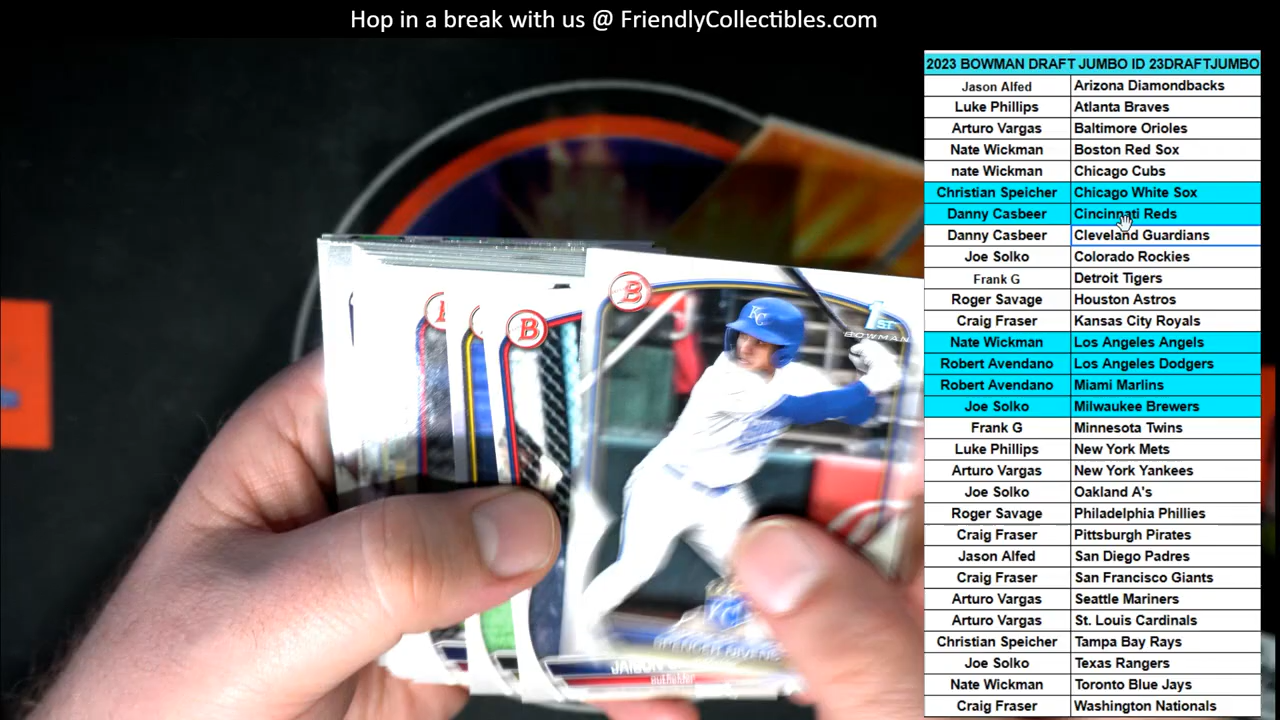 Hop in a break with us @ FriendlyCollectibles.com
2023 BOWMAN DRAFT JUMBO ID 23DRAFTJUMBO
Jason Alfed Arizona Diamondbacks
Luke Phillips Atlanta Braves
Arturo Vargas Baltimore Orioles
Nate Wickman Boston Red Sox
nate Wickman Chicago Cubs
Christian Speicher Chicago White Sox
Danny Casbeer Cincinnati Reds
Danny Casbeer Cleveland Guardians
Joe Solko Colorado Rockies
Frank G Detroit Tigers
Roger Savage Houston Astros
Craig Fraser Kansas City Royals
Nate Wickman Los Angeles Angels
Robert Avendano Los Angeles Dodgers
Robert Avendano Miami Marlins
Joe Solko Milwaukee Brewers
Frank G Minnesota Twins
Luke Phillips New York Mets
Arturo Vargas New York Yankees
Joe Solko Oakland A's
Roger Savage Philadelphia Phillies
Craig Fraser Pittsburgh Pirates
Jason Alfed San Diego Padres
Craig Fraser San Francisco Giants
Arturo Vargas Seattle Mariners
Arturo Vargas St. Louis Cardinals
Christian Speicher Tampa Bay Rays
Joe Solko Texas Rangers
Nate Wickman Toronto Blue Jays
Craig Fraser Washington Nationals
B
1ST
BOWMAN
KC
B
SPENCER NIVENS